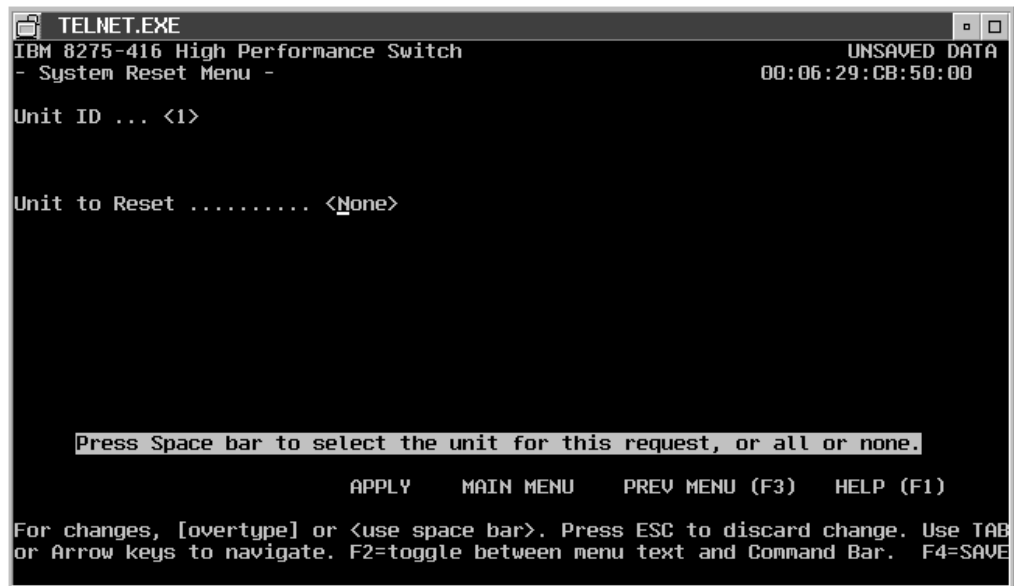 TELNET.EXE
IBM 8275-416 High Performance Switch UNSAVED DATA
- System Reset Menu - 00:06:29:CB:50:00
Unit ID ... <1>
Unit to Reset .......... <None>
Press Space bar to select the unit for this request, or all or none.
APPLY MAIN MENU PREV MENU (F3) HELP (F1)
For changes, [overtype] or <use space bar>. Press ESC to discard change. Use TAB
or Arrow keys to navigate. F2=toggle between menu text and Command Bar. F4=SAVE